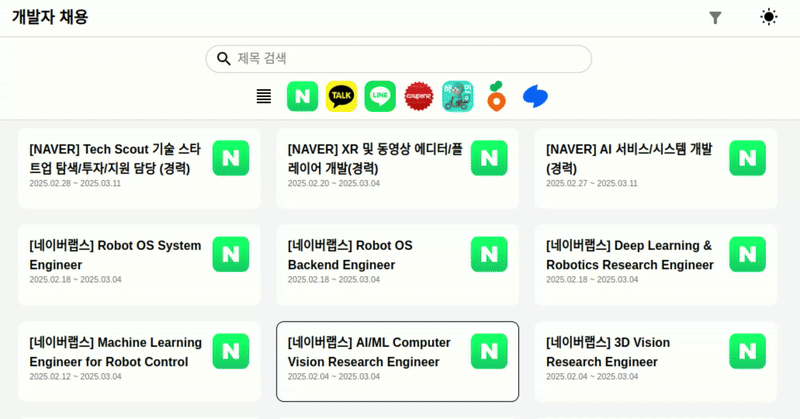 개발자 채용
제목 검색
N TALK LINE coupang 배 민
[NAVER] Tech Scout 기술 스타트업 탐색/투자/지원 담당 (경력)
2025.02.28 ~ 2025.03.11
N
[NAVER] XR 및 동영상 에디터/플레이어 개발(경력)
2025.02.20 ~ 2025.03.04
N
[NAVER] AI 서비스/시스템 개발 (경력)
2025.02.27 ~ 2025.03.11
N
[네이버랩스] Robot OS System
Engineer
2025.02.18 ~ 2025.03.04
N
[네이버랩스] Robot OS
Backend Engineer
2025.02.18 ~ 2025.03.04
N
[네이버랩스] Deep Learning &
Robotics Research Engineer
2025.02.18 ~ 2025.03.04
N
[네이버랩스] Machine Learning
Engineer for Robot Control
2025.02.12 ~ 2025.03.04
N
[네이버랩스] AI/ML Computer
Vision Research Engineer
2025.02.04 ~ 2025.03.04
N
[네이버랩스] 3D Vision
Research Engineer
2025.02.04 ~ 2025.03.04
N